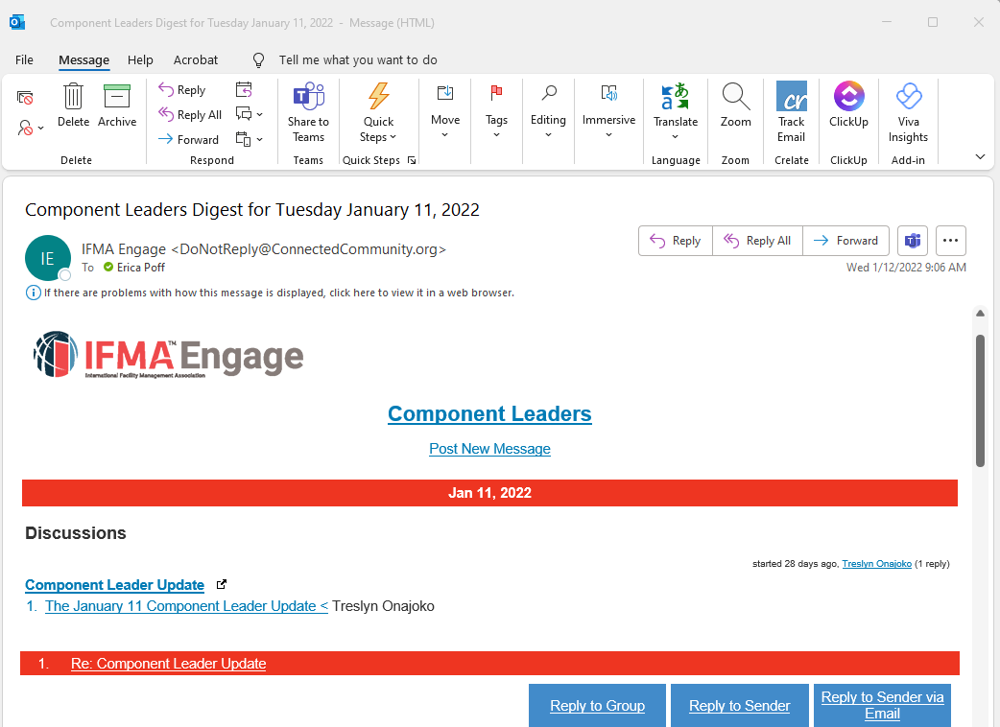 Component Leaders Digest for Tuesday January 11, 2022 - Message (HTML)
File Message Help Acrobat Tell me what you want to do
Delete
Archive
Delete
Reply
Reply All
Forward
Respond
Share to
Teams
Teams
Quick
Steps
Quick Steps
Move
Tags
Editing
Immersive
Translate
Language
Zoom
Zoom
cr
Track
Email
Crelate
ClickUp
ClickUp
Viva
Insights
Add-in
Component Leaders Digest for Tuesday January 11, 2022
IE
IFMA Engage <DoNotReply@ConnectedCommunity.org>
To Erica Poff
Reply Reply All Forward
Wed 1/12/2022 9:06 AM
If there are problems with how this message is displayed, click here to view it in a web browser.
IFMA™ Engage
International Facility Management Association
Component Leaders
Post New Message
Jan 11, 2022
Discussions
started 28 days ago, Treslyn Onajoko (1 reply)
Component Leader Update
1. The January 11 Component Leader Update < Treslyn Onajoko
1. Re: Component Leader Update
Reply to Group
Reply to Sender
Reply to Sender via
Email